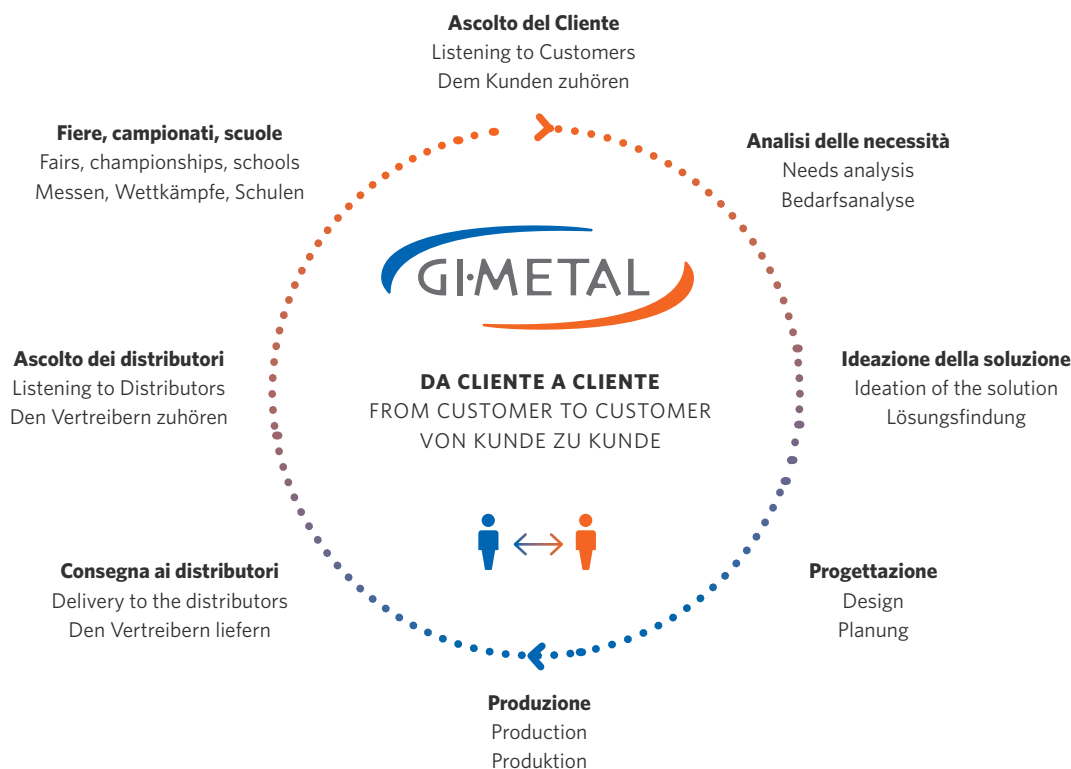 Ascolto del Cliente
Listening to Customers
Dem Kunden zuhören
Fiere, campionati, scuole
Fairs, championships, schools
Messen, Wettkämpfe, Schulen
Analisi delle necessità
Needs analysis
Bedarfsanalyse
GI·METAL
Ascolto dei distributori
Listening to Distributors
Den Vertreibern zuhören
DA CLIENTE A CLIENTE
FROM CUSTOMER TO CUSTOMER
VON KUNDE ZU KUNDE
Ideazione della soluzione
Ideation of the solution
Lösungsfindung
Consegna ai distributori
Delivery to the distributors
Den Vertreibern liefern
Progettazione
Design
Planung
Produzione
Production
Produktion